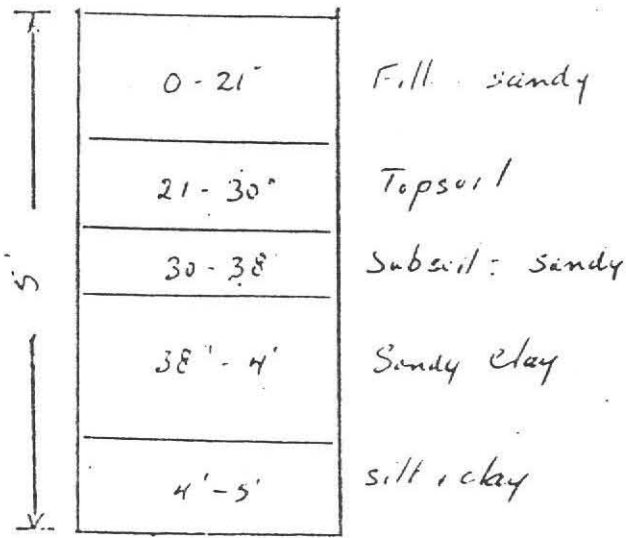 0 - 21" Fill sandy
21 - 30" Topsoil
30 - 38" Subsoil: sandy
5'
38" - 4' Sandy clay
4' - 5' silt + clay